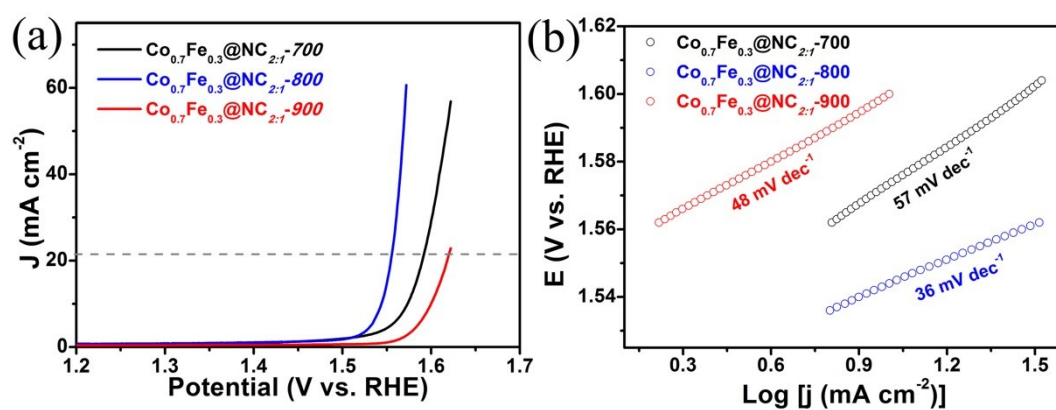 (a)
Co0.7Fe0.3@NC2:1-700
Co0.7Fe0.3@NC2:1-800
Co0.7Fe0.3@NC2:1-900
J (mA cm-2)
60
40
20
0
1.2 1.3 1.4 1.5 1.6 1.7
Potential (V vs. RHE)
(b)
Co0.7Fe0.3@NC2:1-700
Co0.7Fe0.3@NC2:1-800
Co0.7Fe0.3@NC2:1-900
E (V vs. RHE)
1.62
1.60
1.58
1.56
1.54
48 mV dec-1
57 mV dec-1
36 mV dec-1
0.3 0.6 0.9 1.2 1.5
Log [j (mA cm-2)]